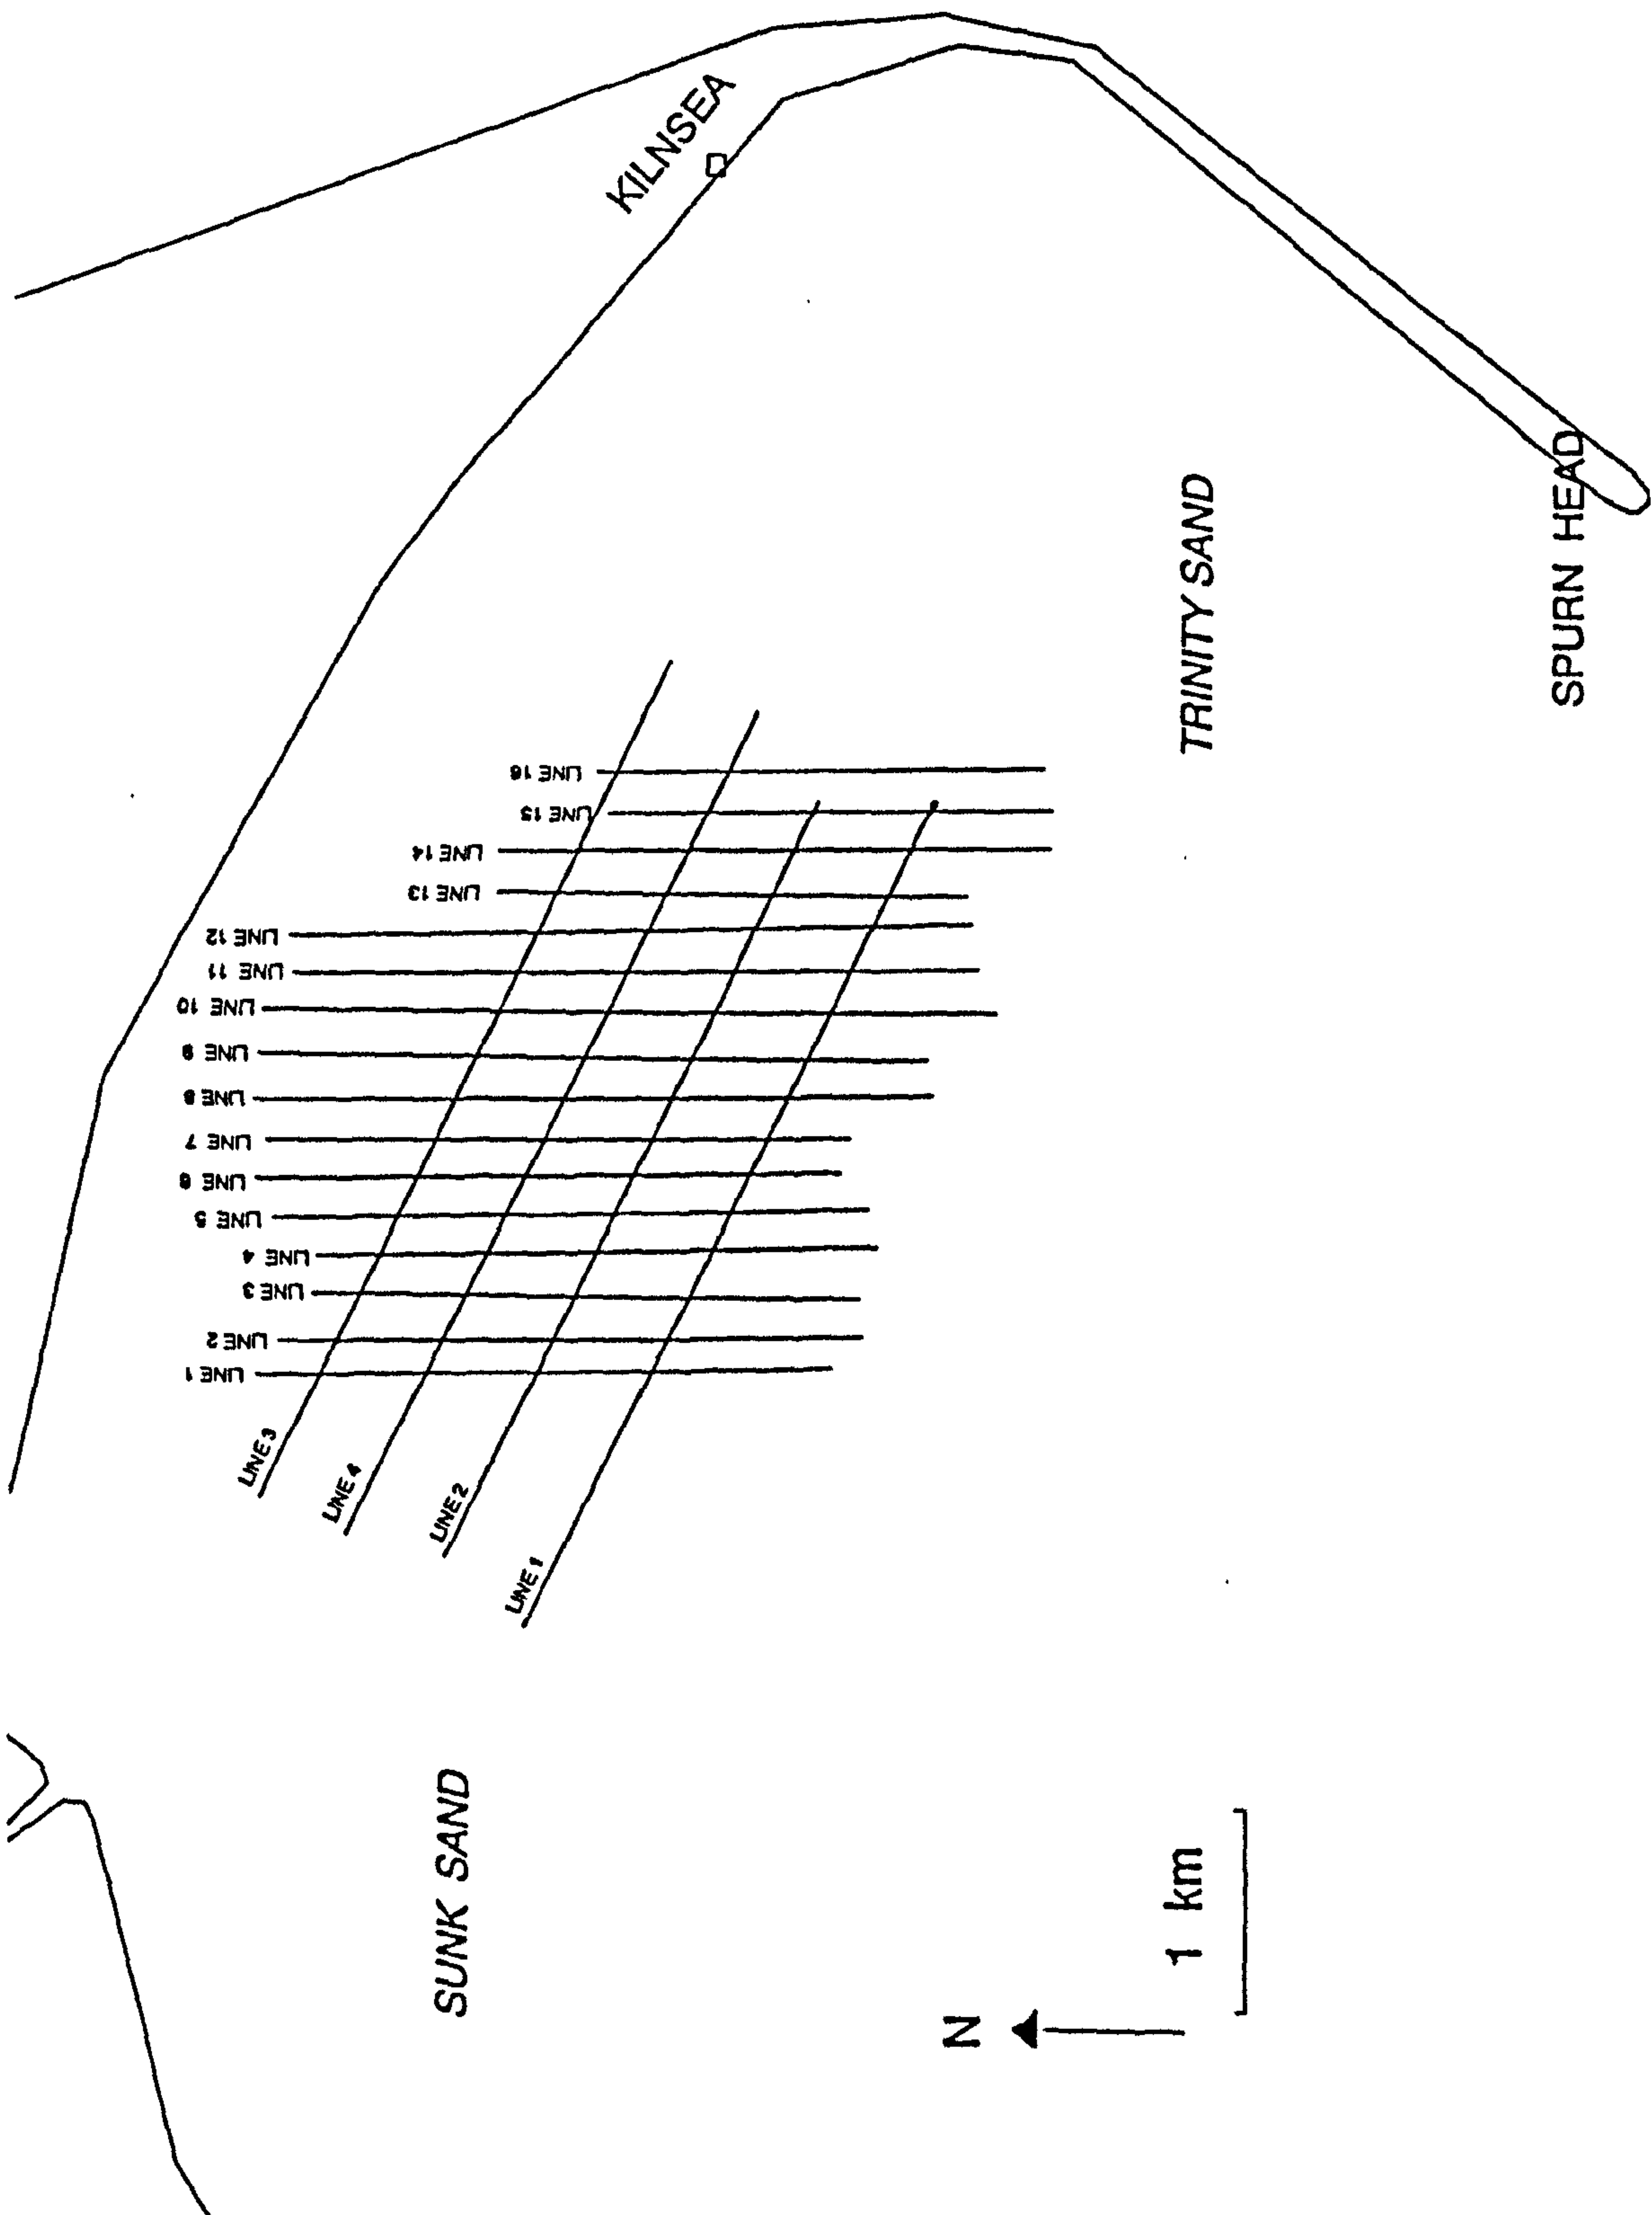 KILNSEA
LINE 16
LINE 15
LINE 14
LINE 13
LINE 12
LINE 11
LINE 10
LINE 9
LINE 8
LINE 7
LINE 6
LINE 5
LINE 4
LINE 3
LINE 2
LINE 1
LINE 3
LINE 4
LINE 2
LINE 1
TRINITY SAND
SPURN HEAD
SUNK SAND
N
1 km